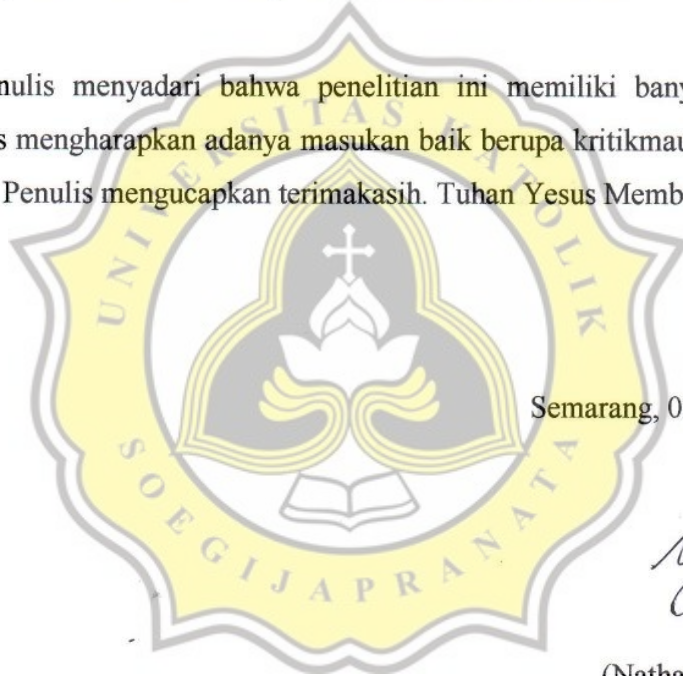 nulis menyadari bahwa penelitian ini memiliki bany
s mengharapkan adanya masukan baik berupa kritikmau
Penulis mengucapkan terimakasih. Tuhan Yesus Memb
UNIVERSITAS KATOLIK
Semarang, 0
SOEGIJAPRANATA
(Natha